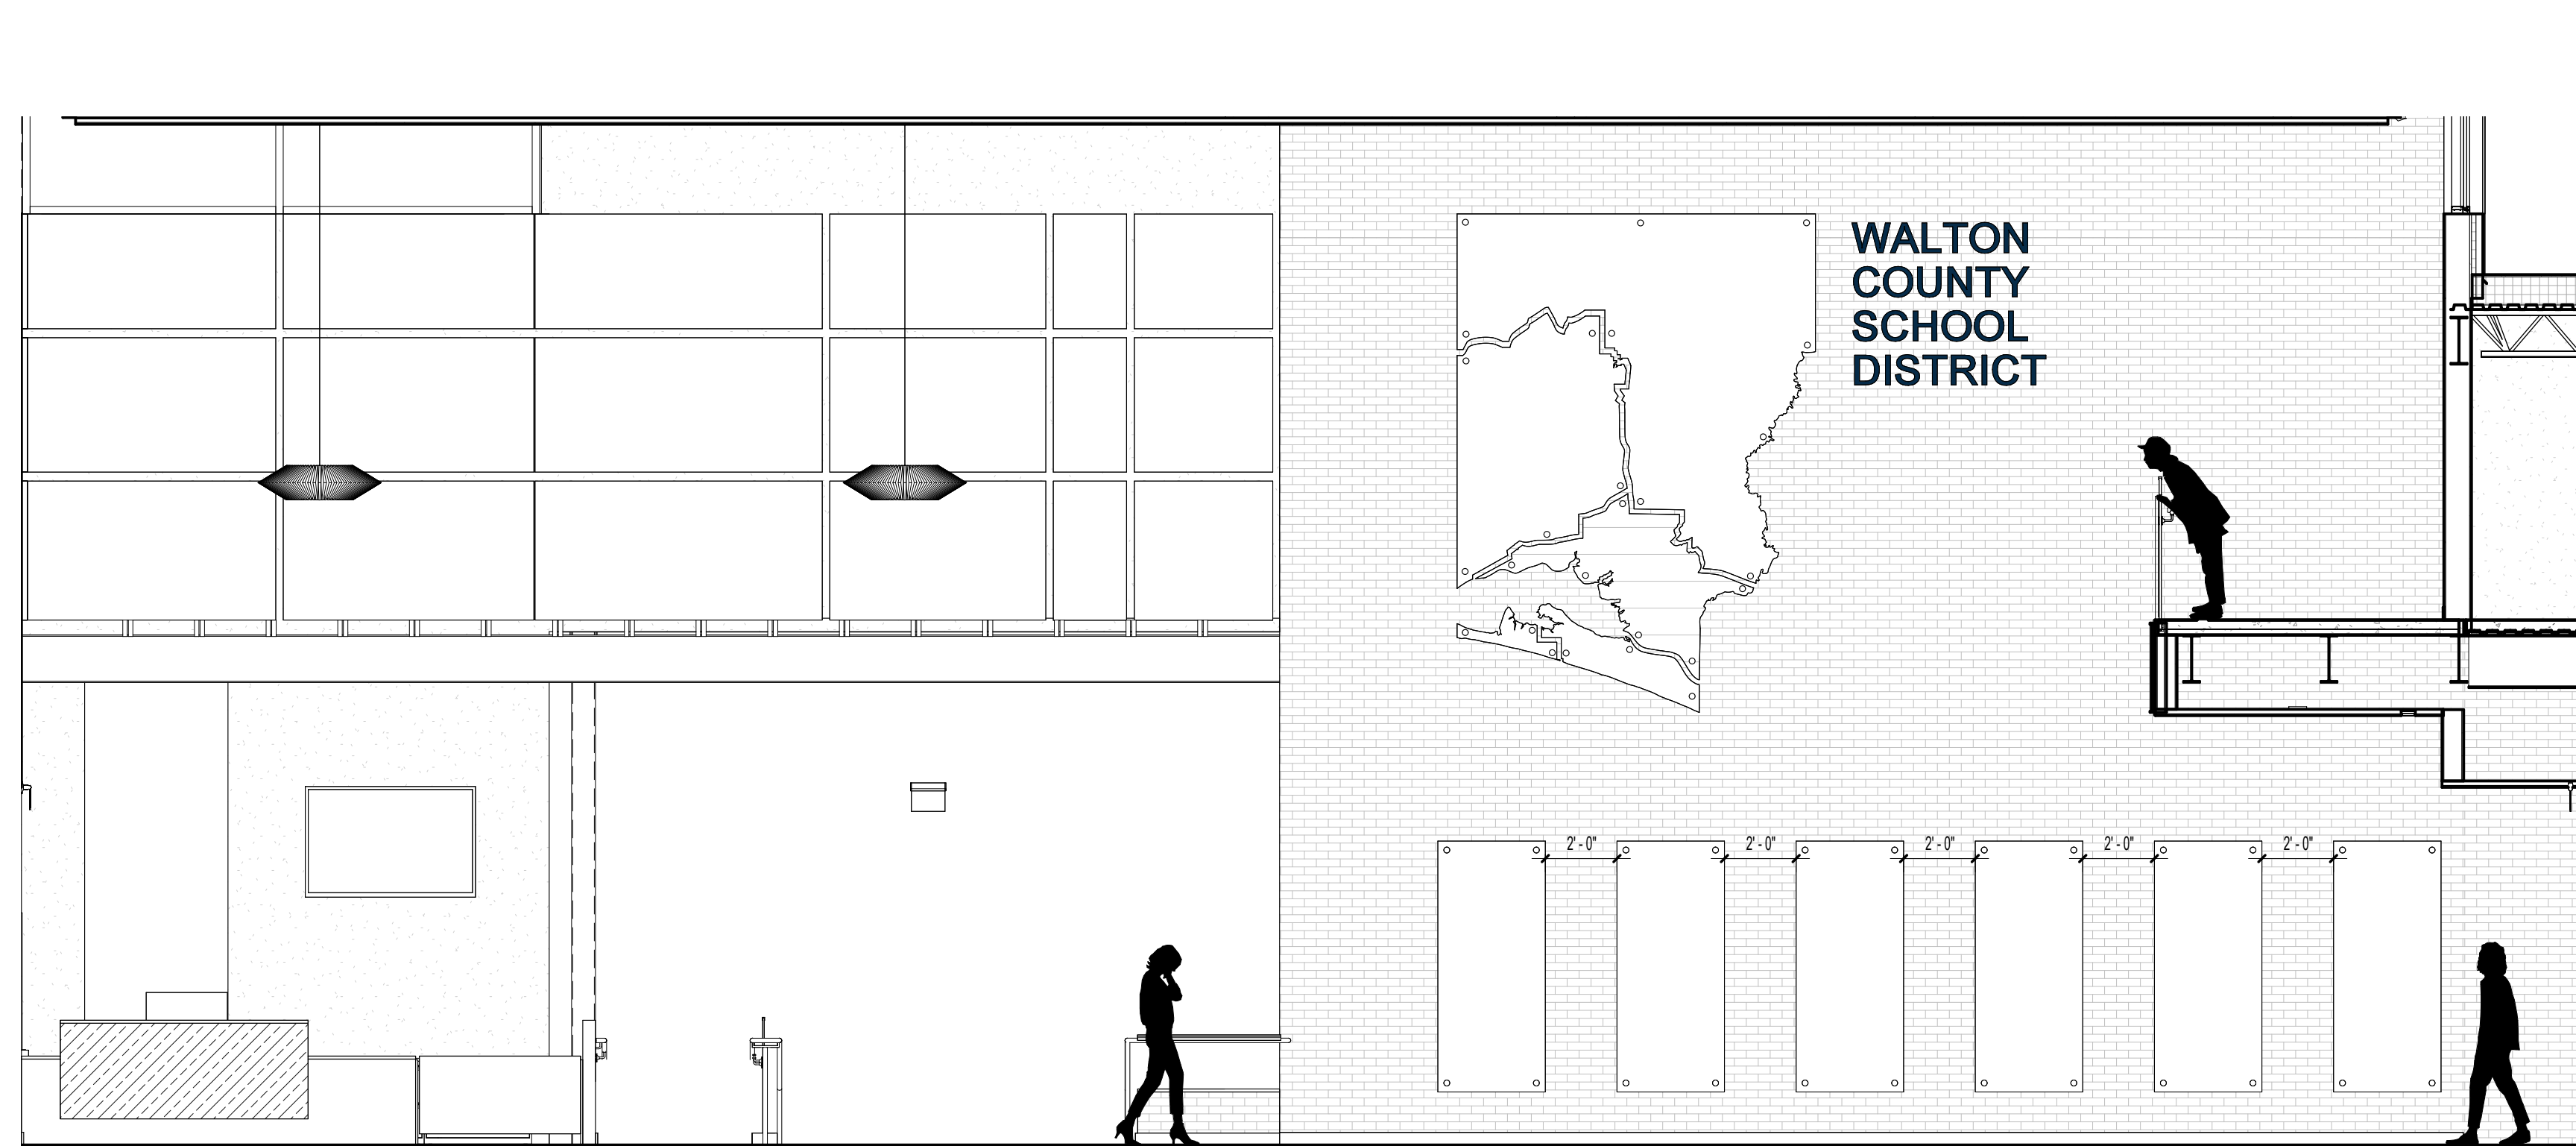 WALTON
COUNTY
SCHOOL
DISTRICT
2' - 0" 2' - 0" 2' - 0" 2' - 0" 2' - 0"